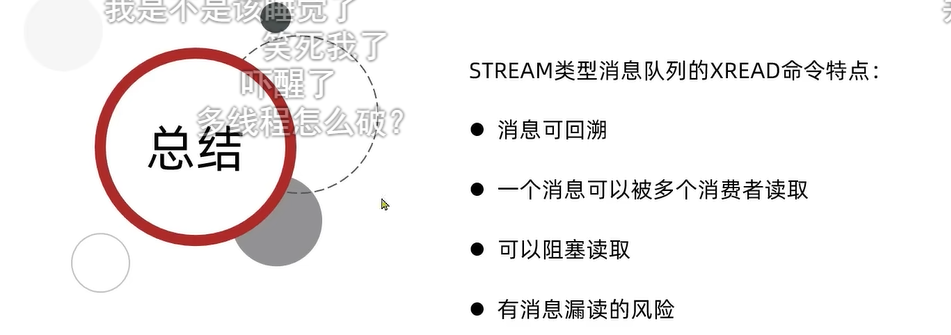 我是不是该睡觉了
笑死我了
吓醒了
多线程怎么破?
总结
STREAM类型消息队列的XREAD命令特点：
● 消息可回溯
● 一个消息可以被多个消费者读取
● 可以阻塞读取
● 有消息漏读的风险